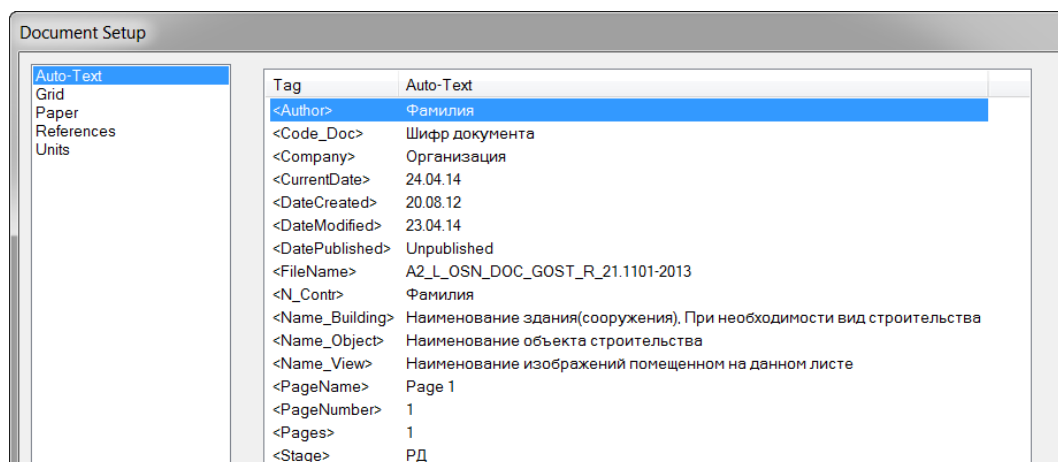 Document Setup
Auto-Text
Grid
Paper
References
Units
Tag Auto-Text
<Author> Фамилия
<Code_Doc> Шифр документа
<Company> Организация
<CurrentDate> 24.04.14
<DateCreated> 20.08.12
<DateModified> 23.04.14
<DatePublished> Unpublished
<FileName> A2_L_OSN_DOC_GOST_R_21.1101-2013
<N_Contr> Фамилия
<Name_Building> Наименование здания(сооружения), При необходимости вид строительства
<Name_Object> Наименование объекта строительства
<Name_View> Наименование изображений помещенном на данном листе
<PageName> Page 1
<PageNumber> 1
<Pages> 1
<Stage> РД